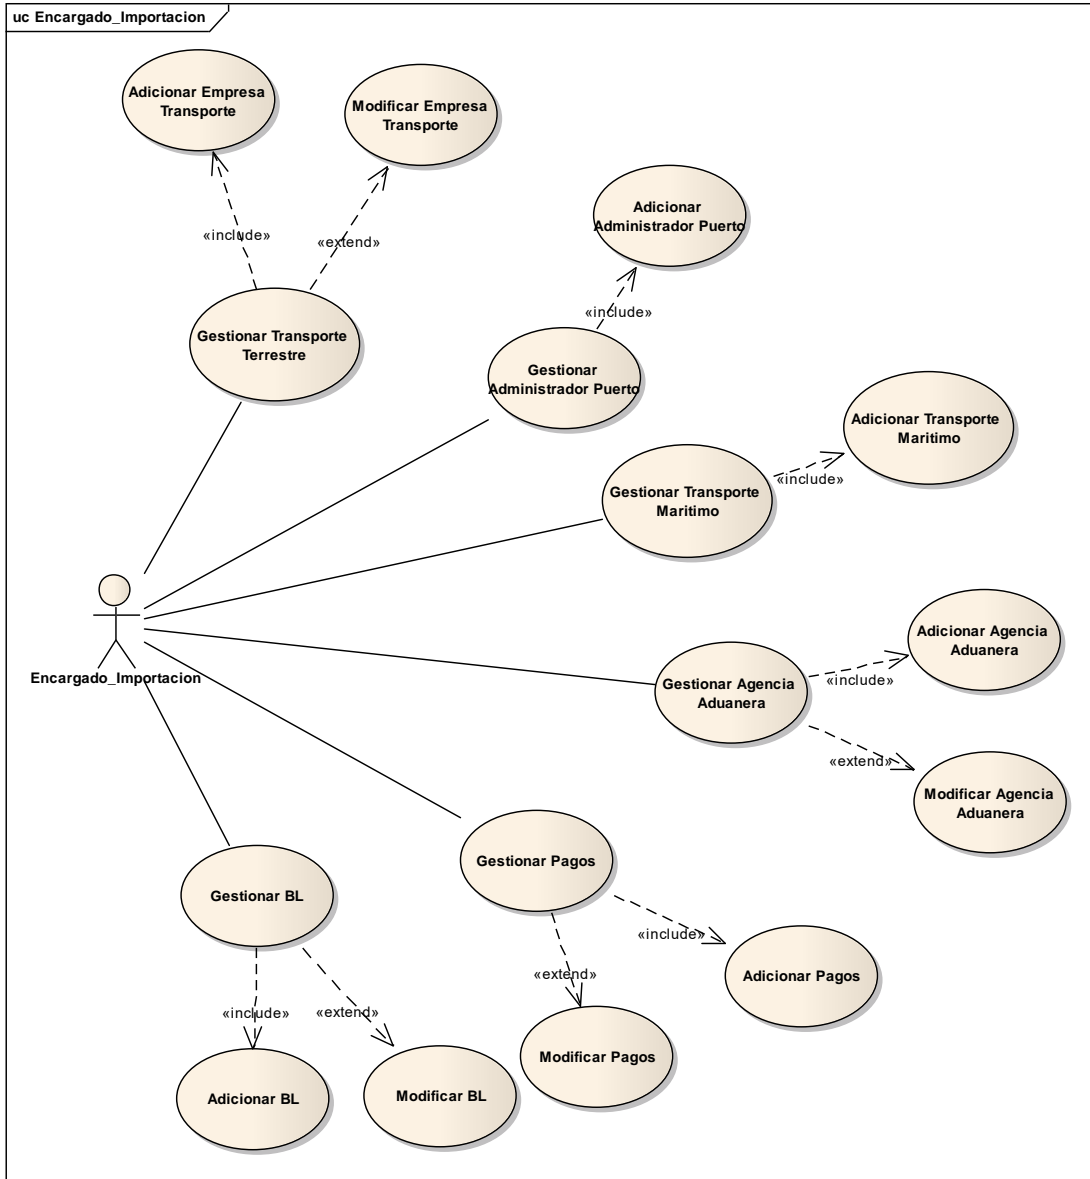 uc Encargado_Importacion
Adicionar Empresa
Transporte
Modificar Empresa
Transporte
«include»
«extend»
Adicionar
Administrador Puerto
«include»
Gestionar Transporte
Terrestre
Gestionar
Administrador Puerto
Adicionar Transporte
Maritimo
«include»
Gestionar Transporte
Maritimo
Encargado_Importacion
Adicionar Agencia
Aduanera
«include»
Gestionar Agencia
Aduanera
«extend»
Modificar Agencia
Aduanera
Gestionar Pagos
Gestionar BL
«include»
«extend»
Adicionar Pagos
«include»
«extend»
Modificar Pagos
Adicionar BL
Modificar BL